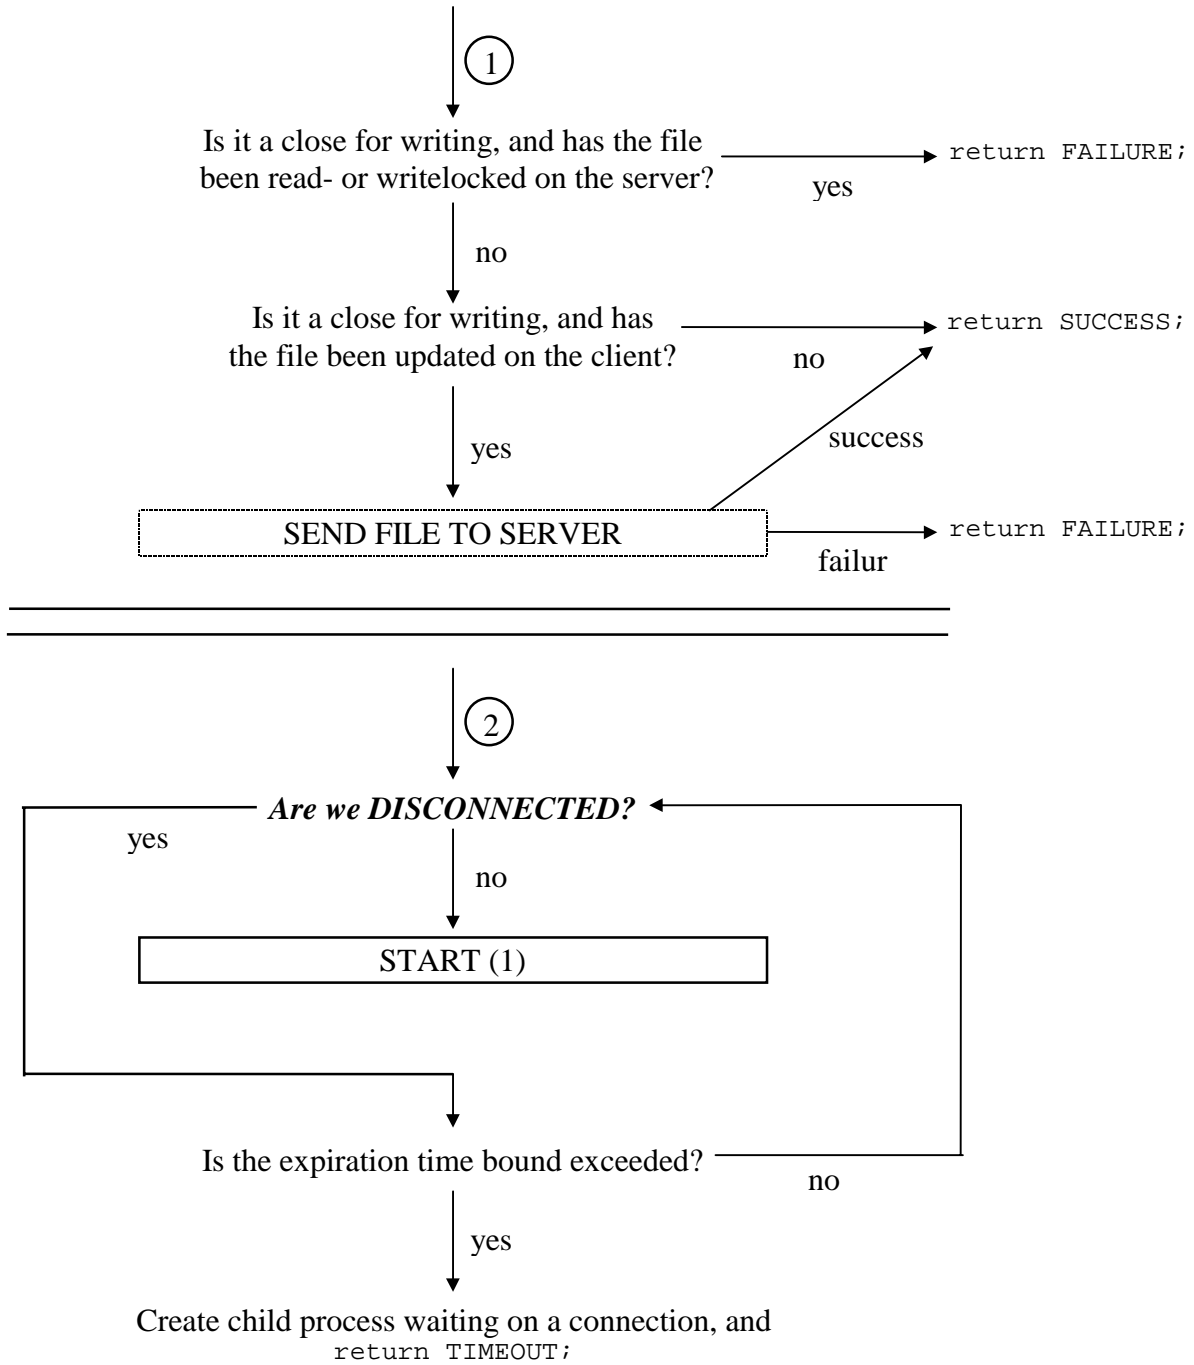 1
Is it a close for writing, and has the file
been read- or writelocked on the server?
return FAILURE;
yes
no
Is it a close for writing, and has
the file been updated on the client?
return SUCCESS;
no
success
yes
SEND FILE TO SERVER
return FAILURE;
failur
2
Are we DISCONNECTED?
yes
no
START (1)
Is the expiration time bound exceeded?
no
yes
Create child process waiting on a connection, and
return TIMEOUT;